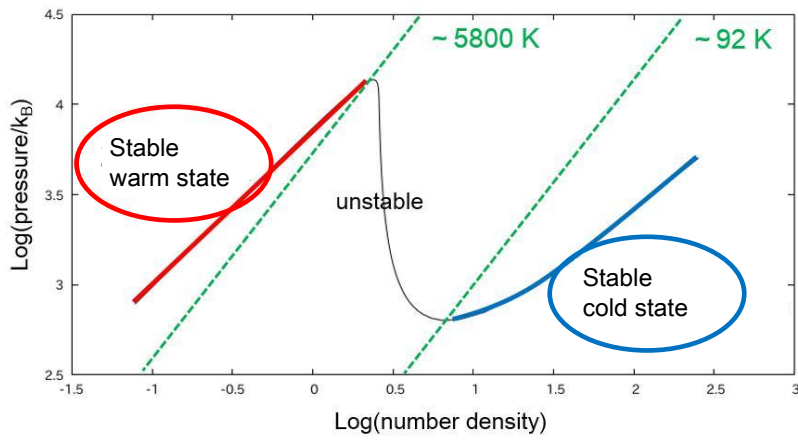 4.5
~ 5800 K
~ 92 K
4
Stable
warm state
3.5
unstable
Log(pressure/k_B)
3
Stable
cold state
2.5
-1.5 -1 -0.5 0 0.5 1 1.5 2 2.5 3
Log(number density)